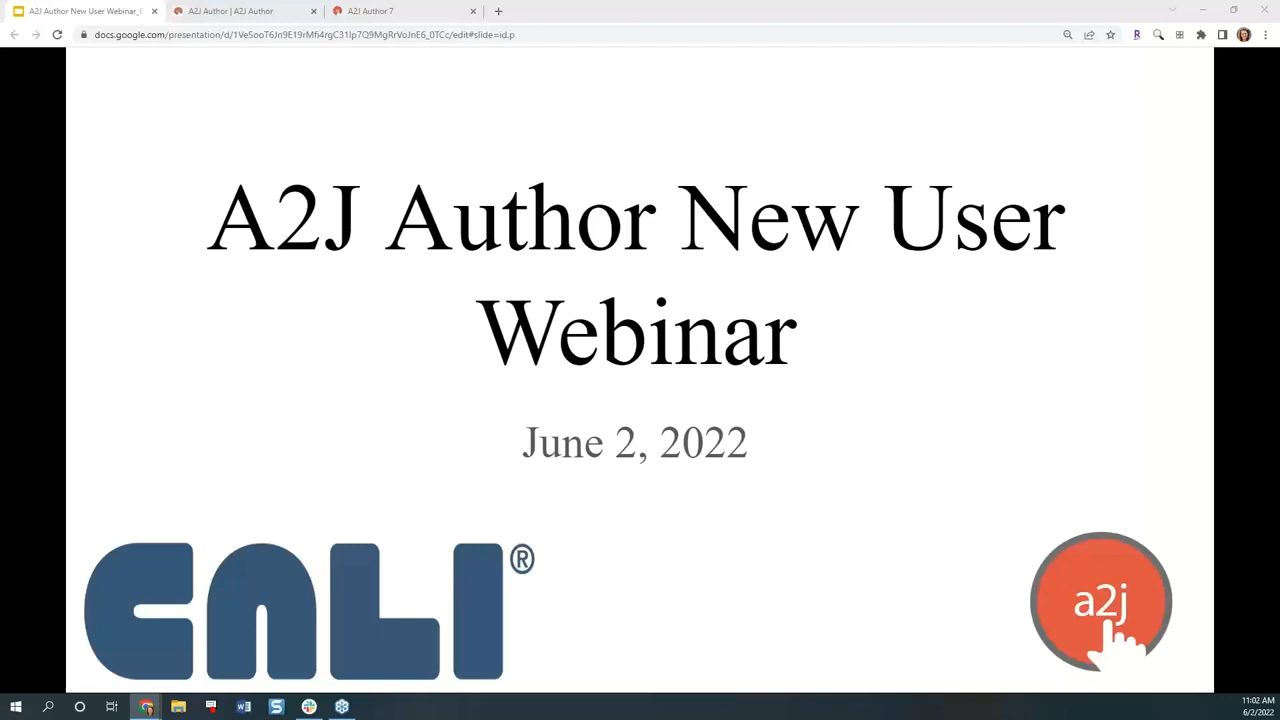 A2J Author New User Webinar_E
A2J Author | A2J Author
A2J Author 7
docs.google.com/presentation/d/1VeSooT6Jn9E19rMfi4rgC31lp7Q9MgRrVoJnE6_0TCc/edit#slide=id.p
R
A2J Author New User
Webinar
June 2, 2022
CALI®
a2j
11:02 AM
6/2/2022